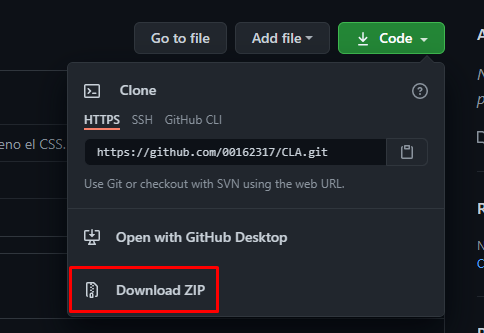 Go to file
Add file
Code
Clone
HTTPS
SSH
GitHub CLI
https://github.com/00162317/CLA.git
eno el CSS.
Use Git or checkout with SVN using the web URL.
Open with GitHub Desktop
Download ZIP